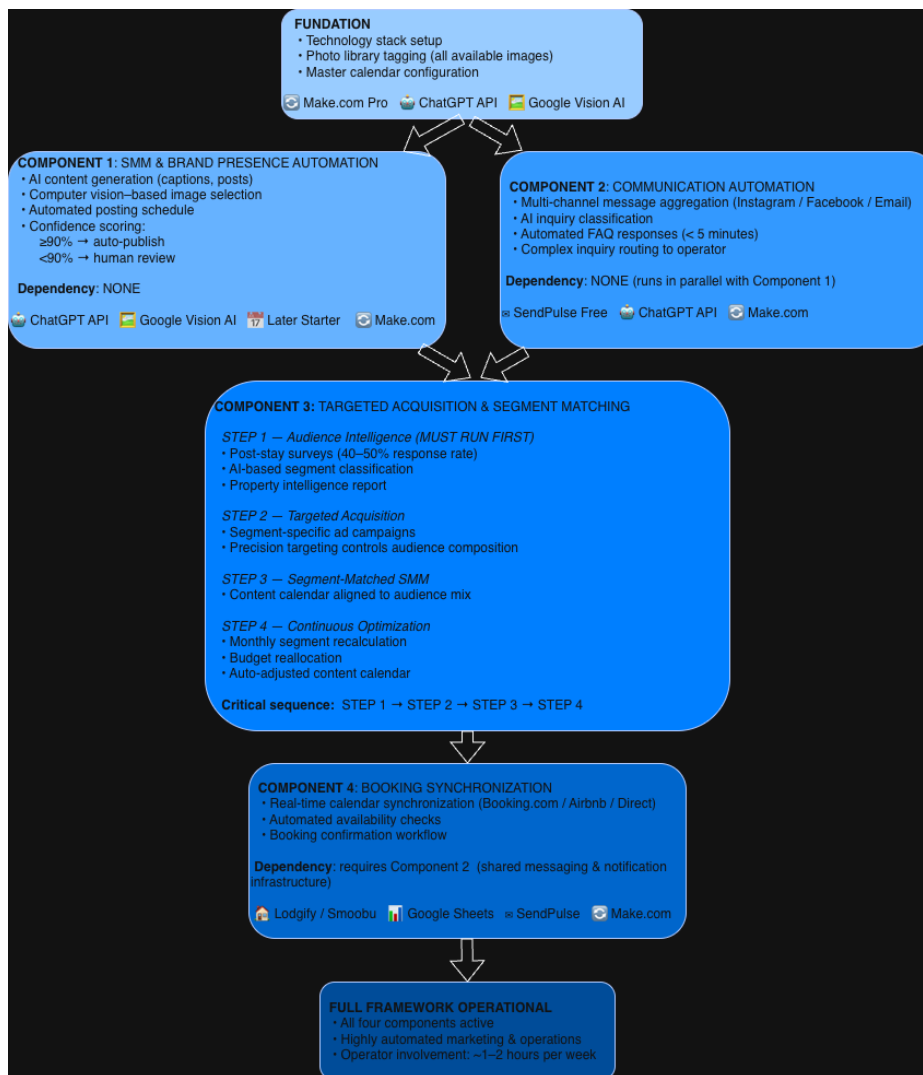 FUNDATION
• Technology stack setup
• Photo library tagging (all available images)
• Master calendar configuration
Make.com Pro ChatGPT API Google Vision AI
COMPONENT 1: SMM & BRAND PRESENCE AUTOMATION
• AI content generation (captions, posts)
• Computer vision–based image selection
• Automated posting schedule
• Confidence scoring:
≥90% → auto-publish
<90% → human review
Dependency: NONE
ChatGPT API Google Vision AI Later Starter Make.com
COMPONENT 2: COMMUNICATION AUTOMATION
• Multi-channel message aggregation (Instagram / Facebook / Email)
• AI inquiry classification
• Automated FAQ responses (< 5 minutes)
• Complex inquiry routing to operator
Dependency: NONE (runs in parallel with Component 1)
SendPulse Free ChatGPT API Make.com
COMPONENT 3: TARGETED ACQUISITION & SEGMENT MATCHING
STEP 1 — Audience Intelligence (MUST RUN FIRST)
• Post-stay surveys (40–50% response rate)
• AI-based segment classification
• Property intelligence report
STEP 2 — Targeted Acquisition
• Segment-specific ad campaigns
• Precision targeting controls audience composition
STEP 3 — Segment-Matched SMM
• Content calendar aligned to audience mix
STEP 4 — Continuous Optimization
• Monthly segment recalculation
• Budget reallocation
• Auto-adjusted content calendar
Critical sequence: STEP 1 → STEP 2 → STEP 3 → STEP 4
COMPONENT 4: BOOKING SYNCHRONIZATION
• Real-time calendar synchronization (Booking.com / Airbnb / Direct)
• Automated availability checks
• Booking confirmation workflow
Dependency: requires Component 2 (shared messaging & notification
infrastructure)
Lodgify / Smoobu Google Sheets SendPulse Make.com
FULL FRAMEWORK OPERATIONAL
• All four components active
• Highly automated marketing & operations
• Operator involvement: ~1–2 hours per week